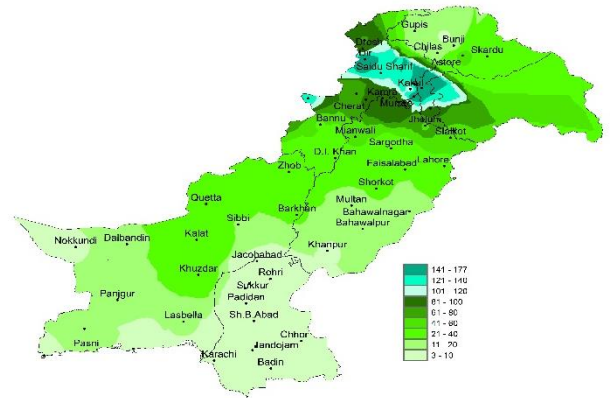 Gupis
Bunji
Chilas
Skardu
Astore
Drosh
Dir
Saidu Sharif
Kakul
Kamra
Cherat
Murree
Bannu
Jhelum
Mianwali
Sialkot
Sargodha
D.I. Khan
Lahore
Faisalabad
Zhob
Shorkot
Quetta
Multan
Barkhan
Bahawalnagar
Sibbi
Bahawalpur
Kalat
Nokkundi
Dalbandin
Khanpur
Jacobabad
Khuzdar
Rohri
Sukkur
Panjgur
Padidan
Lasbella
Sh.B.Abad
Chhor
Pasni
Jandojam
Karachi
Badin
141 - 177
121 - 140
101 - 120
81 - 100
61 - 80
41 - 60
21 - 40
11 - 20
3 - 10